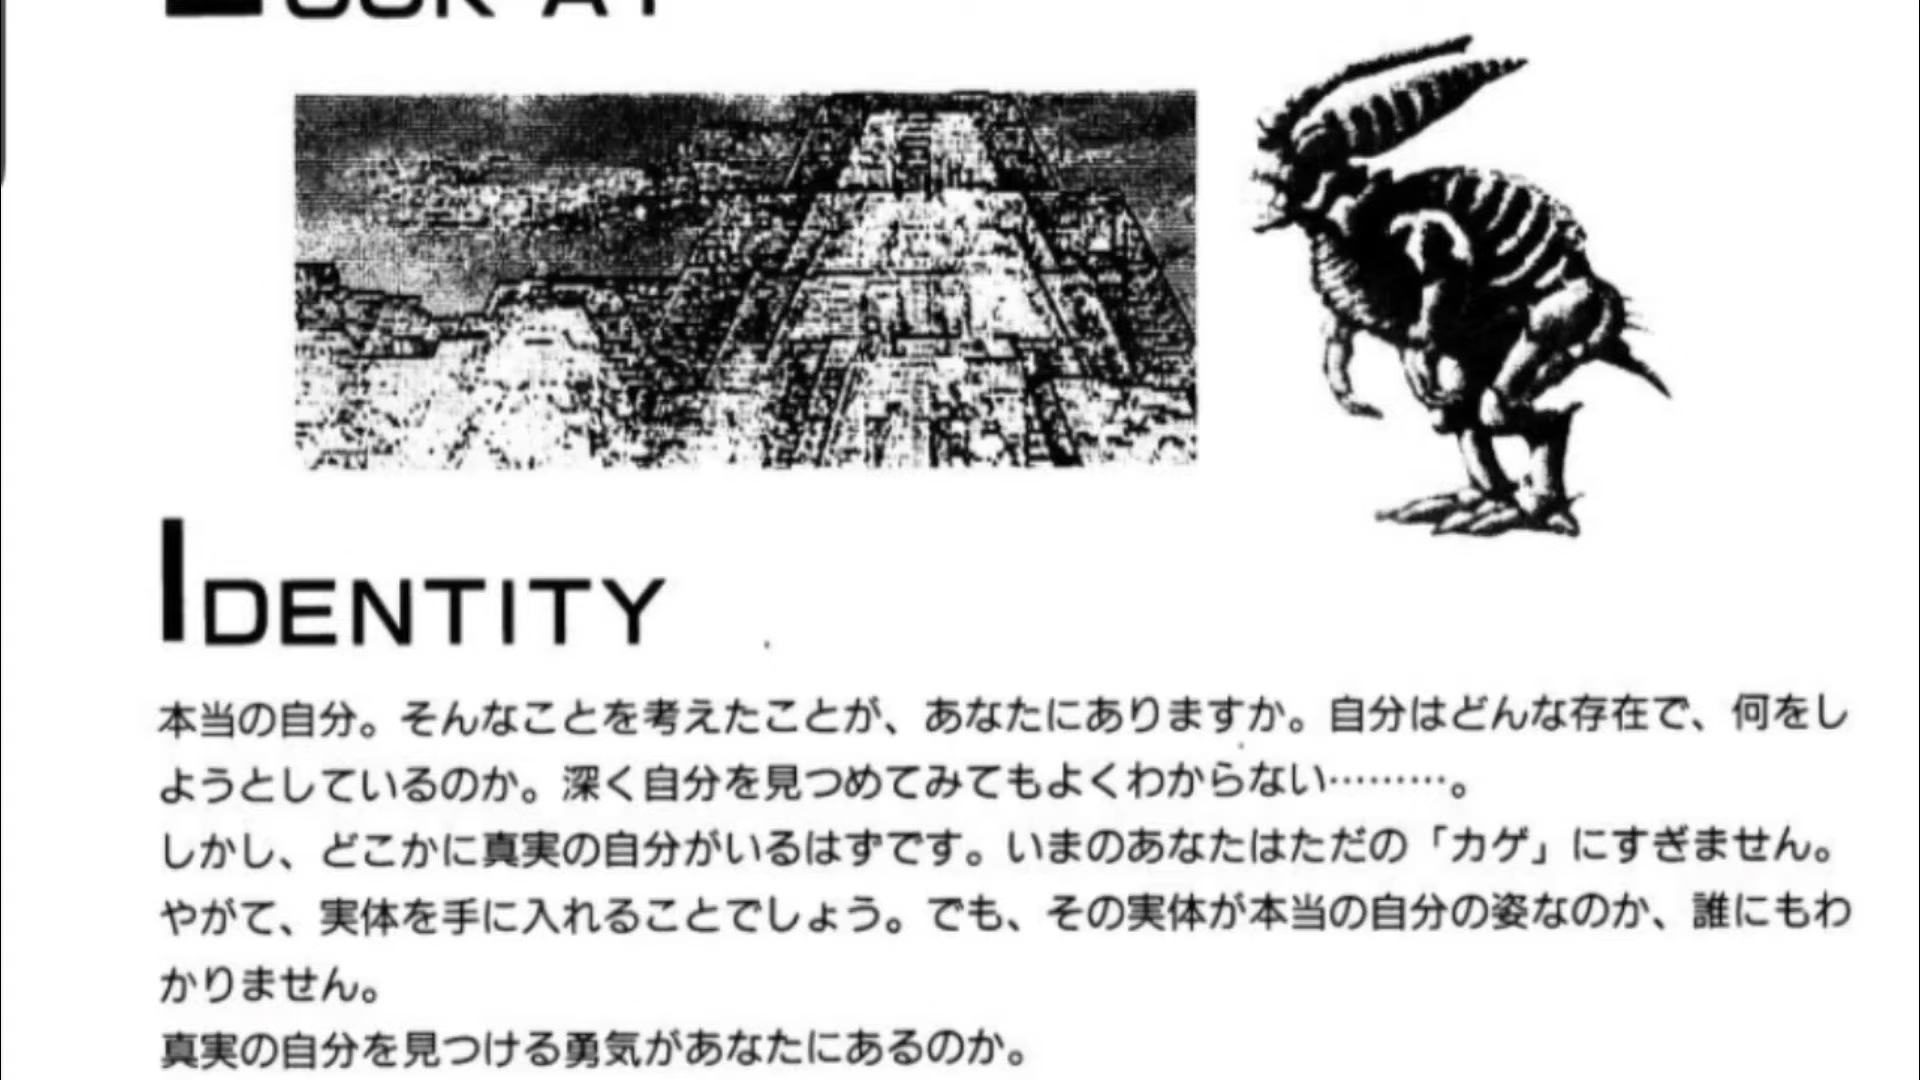 LOOK AT
IDENTITY
本当の自分。そんなことを考えたことが、あなたにありますか。自分はどんな存在で、何をし
ようとしているのか。深く自分を見つめてみてもよくわからない………。
しかし、どこかに真実の自分がいるはずです。いまのあなたはただの「カゲ」にすぎません。
やがて、実体を手に入れることでしょう。でも、その実体が本当の自分の姿なのか、誰にもわ
かりません。
真実の自分を見つける勇気があなたにあるのか。